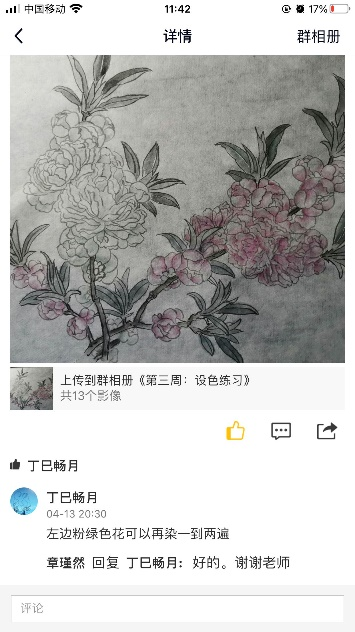 中国移动 11:42 17%
详情 群相册
上传到群相册《第三周：设色练习》
共13个影像
丁巳畅月
丁巳畅月
04-13 20:30
左边粉绿色花可以再染一到两遍
章瑾然 回复 丁巳畅月：好的。谢谢老师
评论